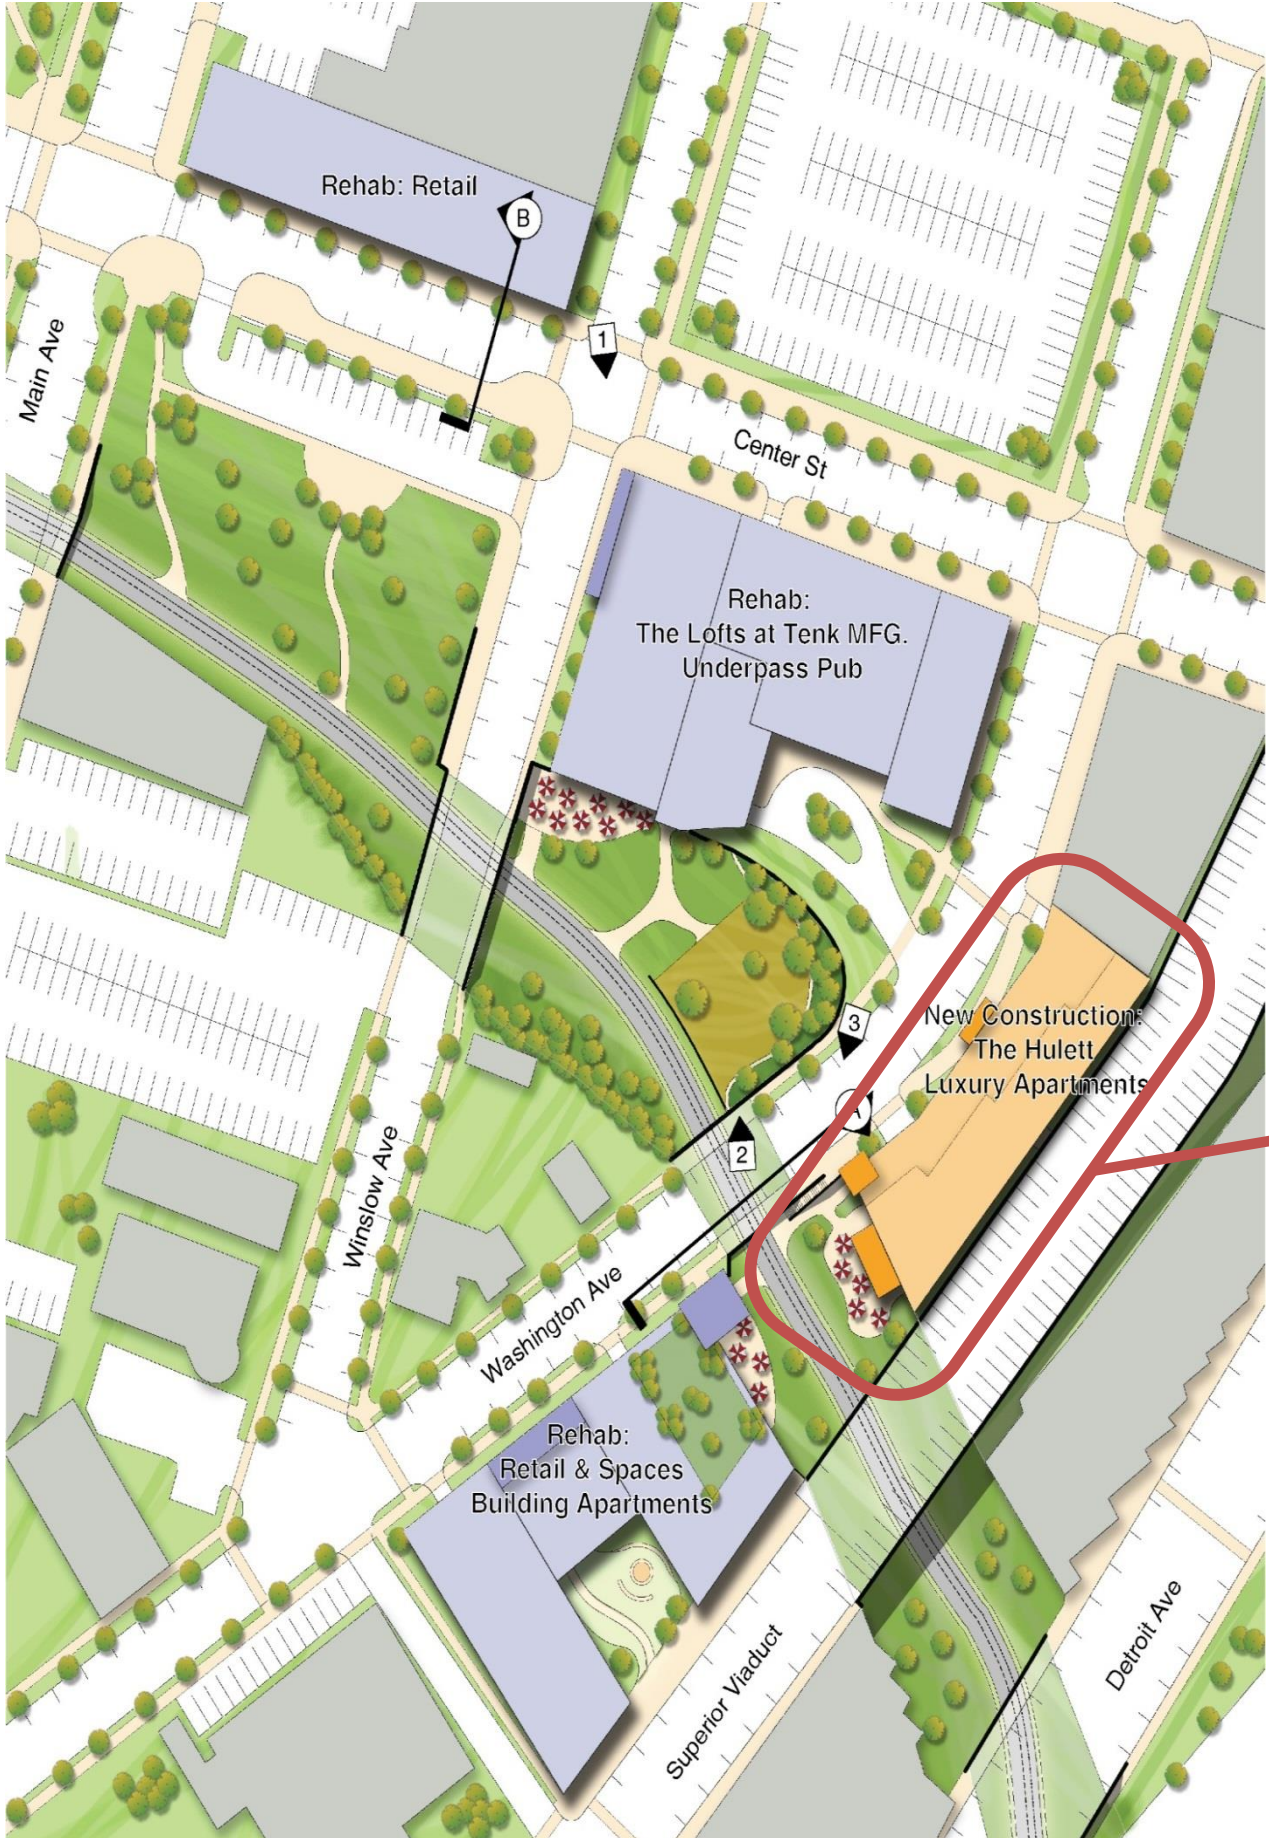 Rehab: Retail
B
1
Main Ave
Center St
Rehab:
The Lofts at Tenk MFG.
Underpass Pub
New Construction:
The Hulett
Luxury Apartments
3
A
2
Winslow Ave
Washington Ave
Rehab:
Retail & Spaces
Building Apartments
Superior Viaduct
Detroit Ave